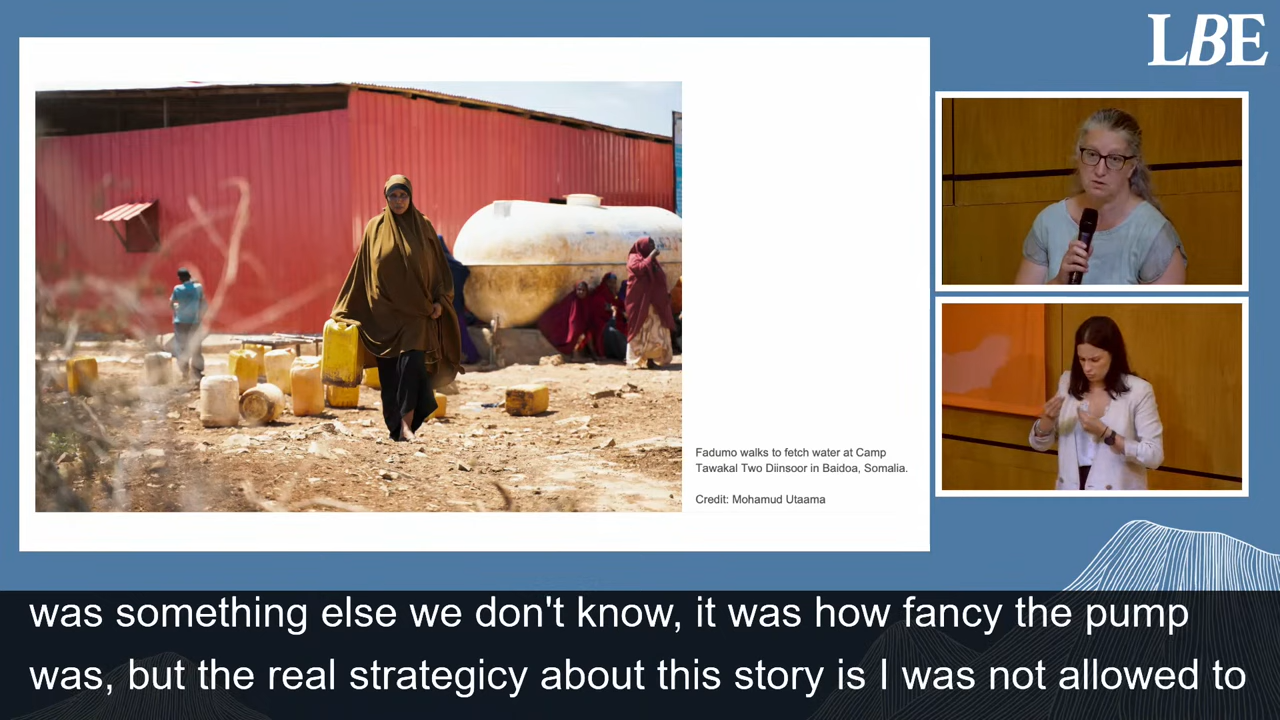 LBE
Fadumo walks to fetch water at Camp
Tawakal Two Diinsoor in Baidoa, Somalia.
Credit: Mohamud Utaama
was something else we don't know, it was how fancy the pump
was, but the real strategicy about this story is I was not allowed to